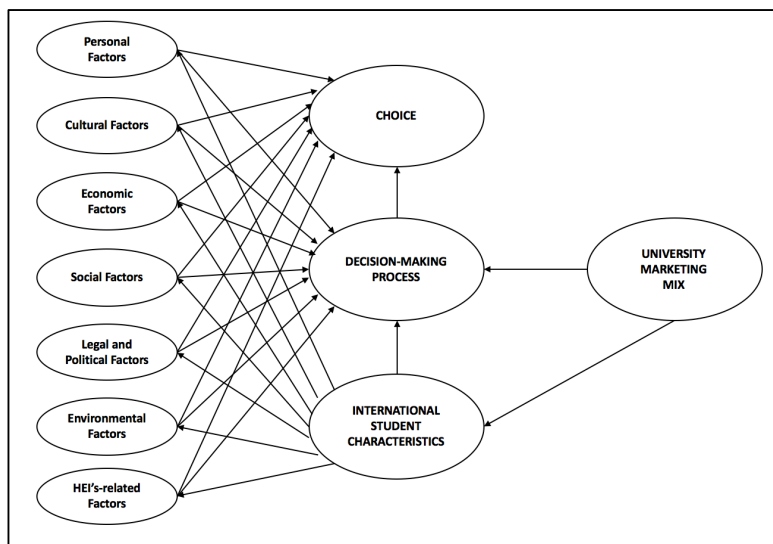 Personal
Factors
Cultural Factors
Economic
Factors
Social Factors
Legal and
Political Factors
Environmental
Factors
HEI's-related
Factors
CHOICE
DECISION-MAKING
PROCESS
INTERNATIONAL
STUDENT
CHARACTERISTICS
UNIVERSITY
MARKETING
MIX